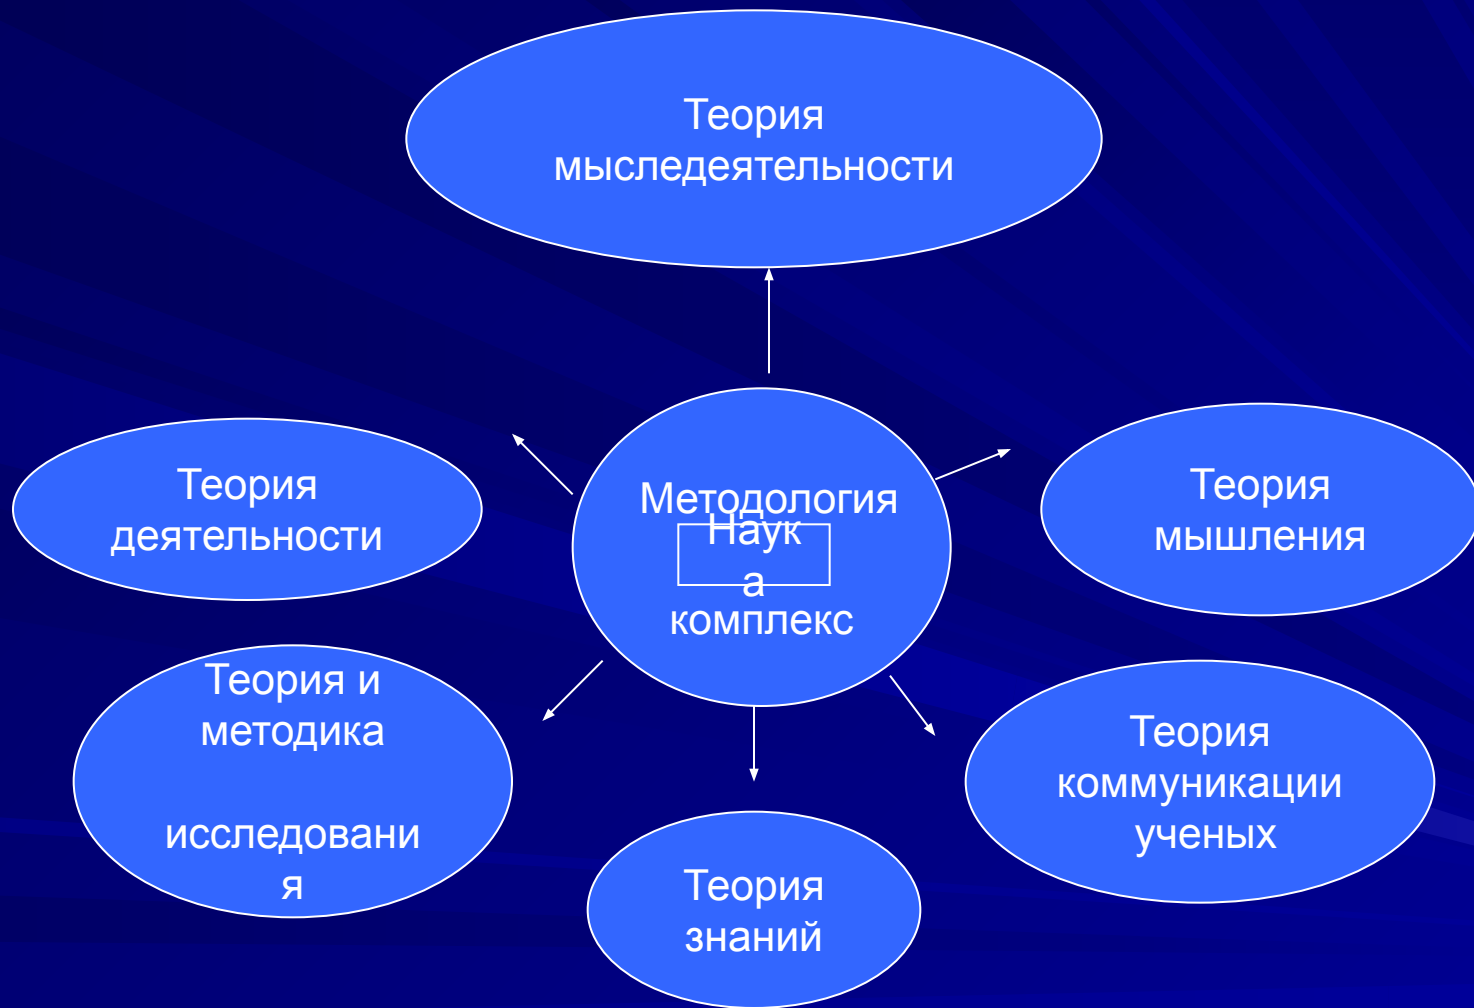 Теория
мыследеятельности
Теория
деятельности
Методология
Наук
а
комплекс
Теория
мышления
Теория и
методика
исследовани
я
Теория
коммуникации
ученых
Теория
знаний